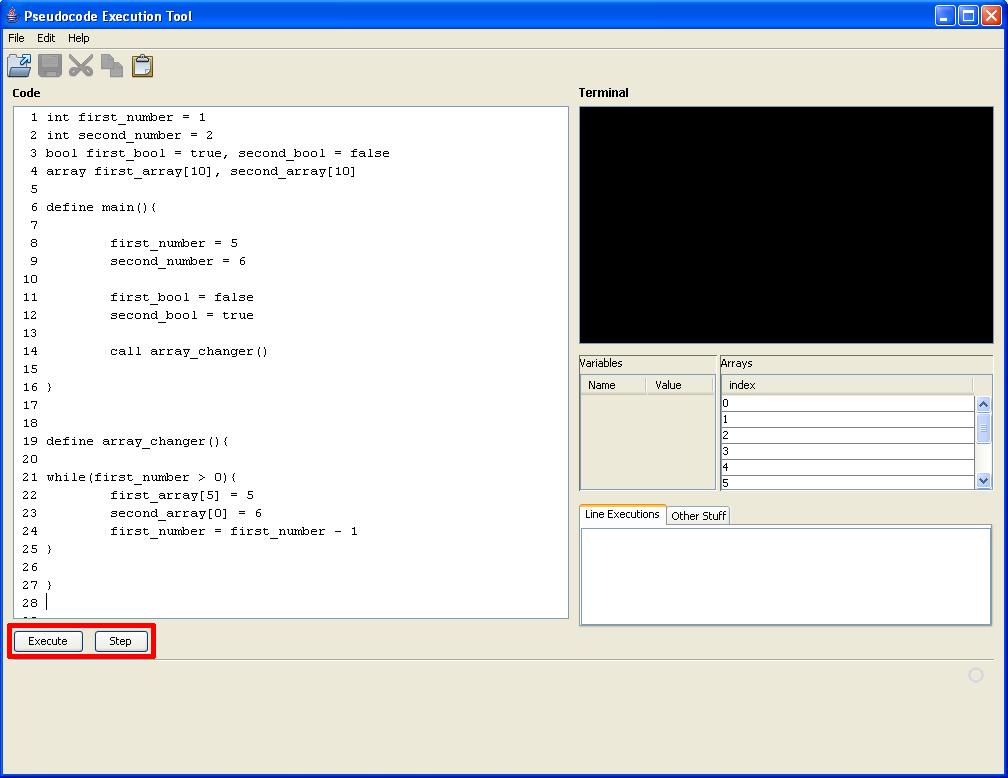 Pseudocode Execution Tool
File Edit Help
Code
1 int first_number = 1
2 int second_number = 2
3 bool first_bool = true, second_bool = false
4 array first_array[10], second_array[10]
5
6 define main(){
7
8 first_number = 5
9 second_number = 6
10
11 first_bool = false
12 second_bool = true
13
14 call array_changer()
15
16 }
17
18
19 define array_changer(){
20
21 while(first_number > 0){
22 first_array[5] = 5
23 second_array[0] = 6
24 first_number = first_number - 1
25 }
26
27 }
28
Execute Step
Terminal
Variables
Name Value
Arrays
index
0
1
2
3
4
5
Line Executions Other Stuff